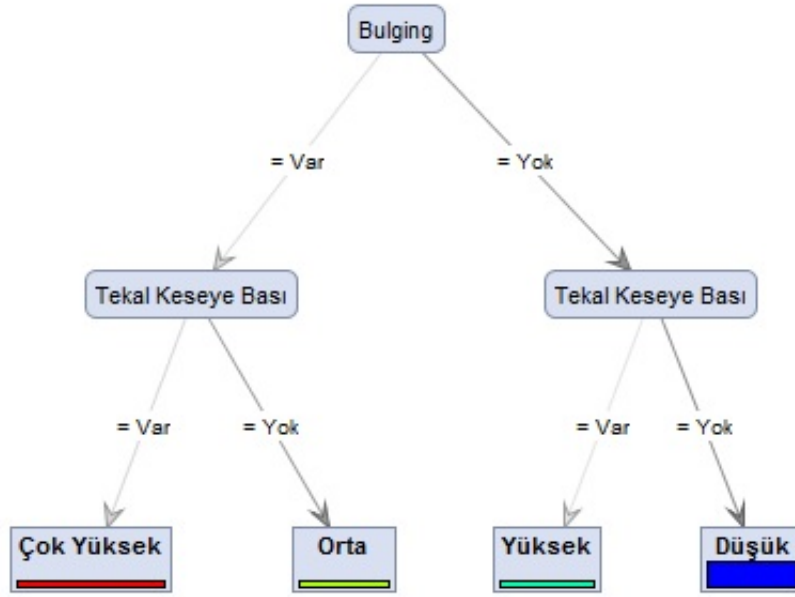 Bulging
= Var
= Yok
Tekal Keseye Bası
Tekal Keseye Bası
= Var
= Yok
= Var
= Yok
Çok Yüksek
Orta
Yüksek
Düşük